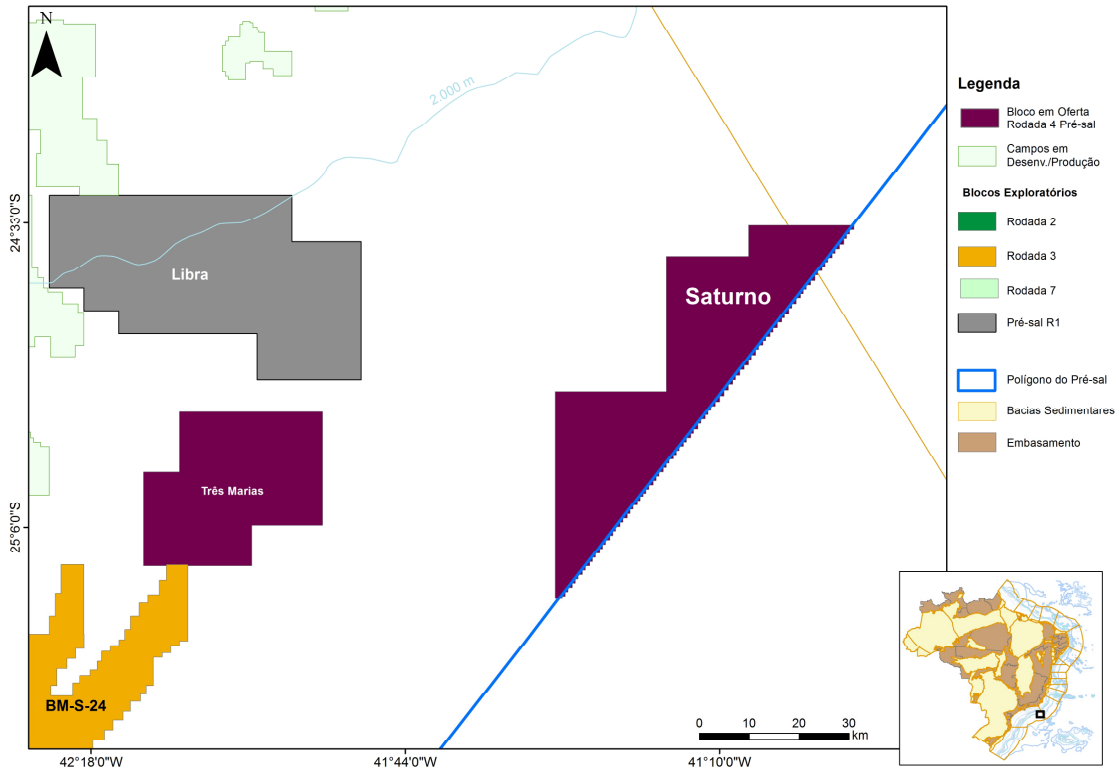 N
2.000 m
Libra
Saturno
Três Marias
BM-S-24
24°33'0"S
25°6'0"S
42°18'0"W
41°44'0"W
41°10'0"W
0 10 20 30
km
Legenda
Bloco em Oferta
Rodada 4 Pré-sal
Campos em
Desenv./Produção
Blocos Exploratórios
Rodada 2
Rodada 3
Rodada 7
Pré-sal R1
Polígono do Pré-sal
Bacias Sedimentares
Embasamento